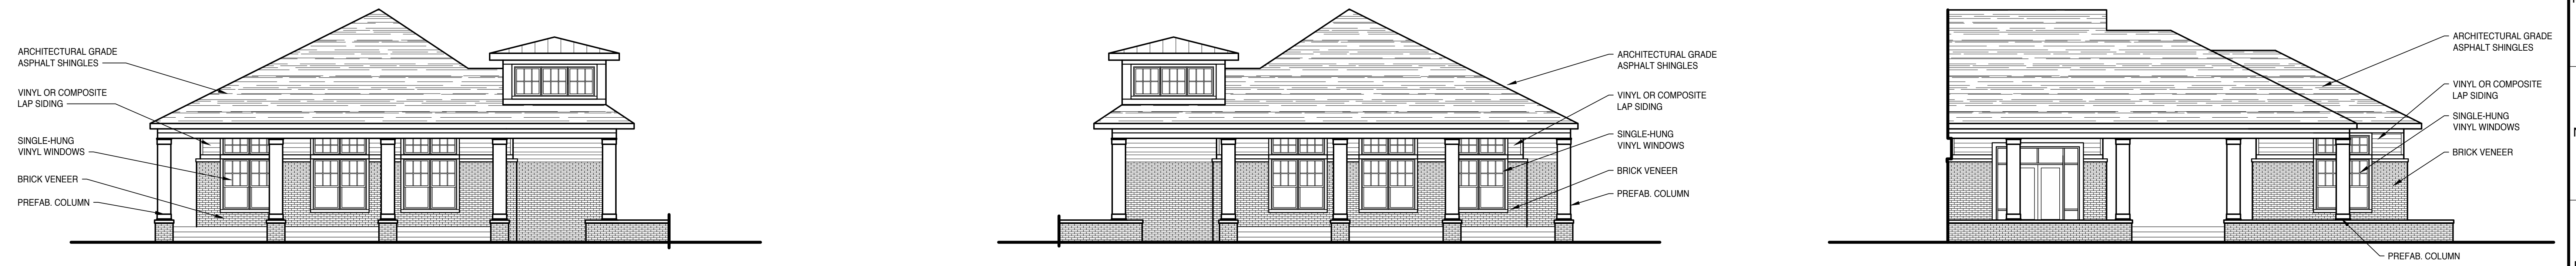 ARCHITECTURAL GRADE
ASPHALT SHINGLES
VINYL OR COMPOSITE
LAP SIDING
SINGLE-HUNG
VINYL WINDOWS
BRICK VENEER
PREFAB. COLUMN
ARCHITECTURAL GRADE
ASPHALT SHINGLES
VINYL OR COMPOSITE
LAP SIDING
SINGLE-HUNG
VINYL WINDOWS
BRICK VENEER
PREFAB. COLUMN
ARCHITECTURAL GRADE
ASPHALT SHINGLES
VINYL OR COMPOSITE
LAP SIDING
SINGLE-HUNG
VINYL WINDOWS
BRICK VENEER
PREFAB. COLUMN